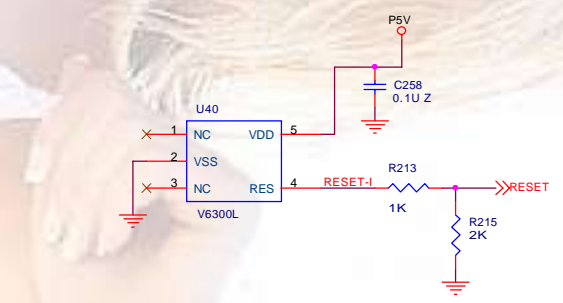 P5V
C258
0.1U Z
U40
1 NC VDD 5
2 VSS
3 NC RES 4
V6300L
RESET-I
R213
1K
RESET
R215
2K